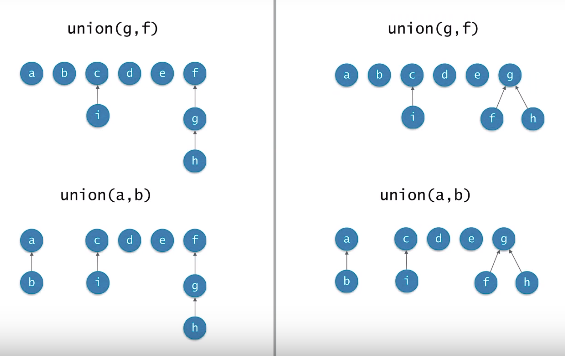 union(g,f)
a b c d e f
i
g
h
union(a,b)
a c d e f
b i
g
h
union(g,f)
a b c d e g
i f h
union(a,b)
a c d e g
b i f h